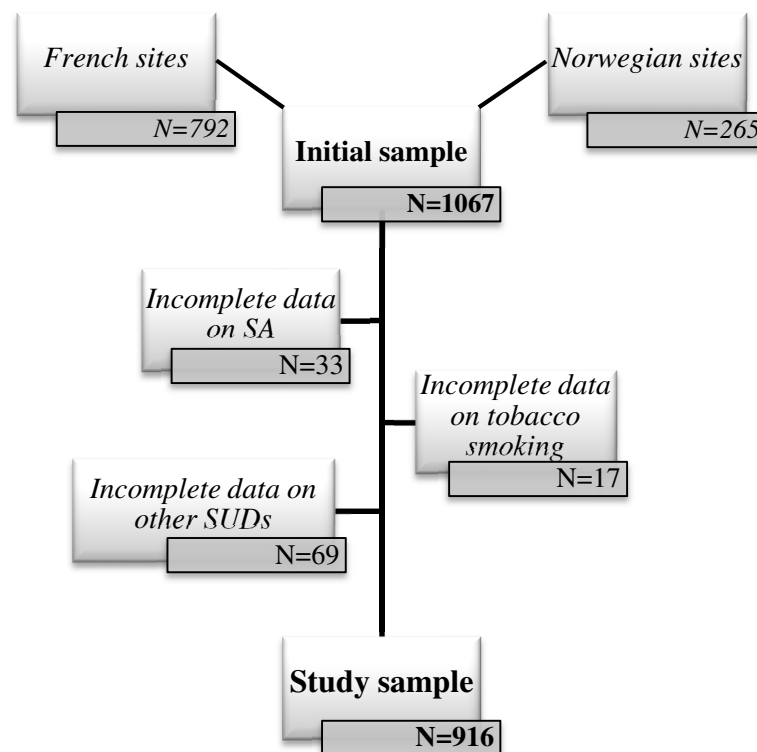 French sites
N=792
Norwegian sites
N=265
Initial sample
N=1067
Incomplete data
on SA
N=33
Incomplete data
on tobacco
smoking
N=17
Incomplete data on
other SUDs
N=69
Study sample
N=916